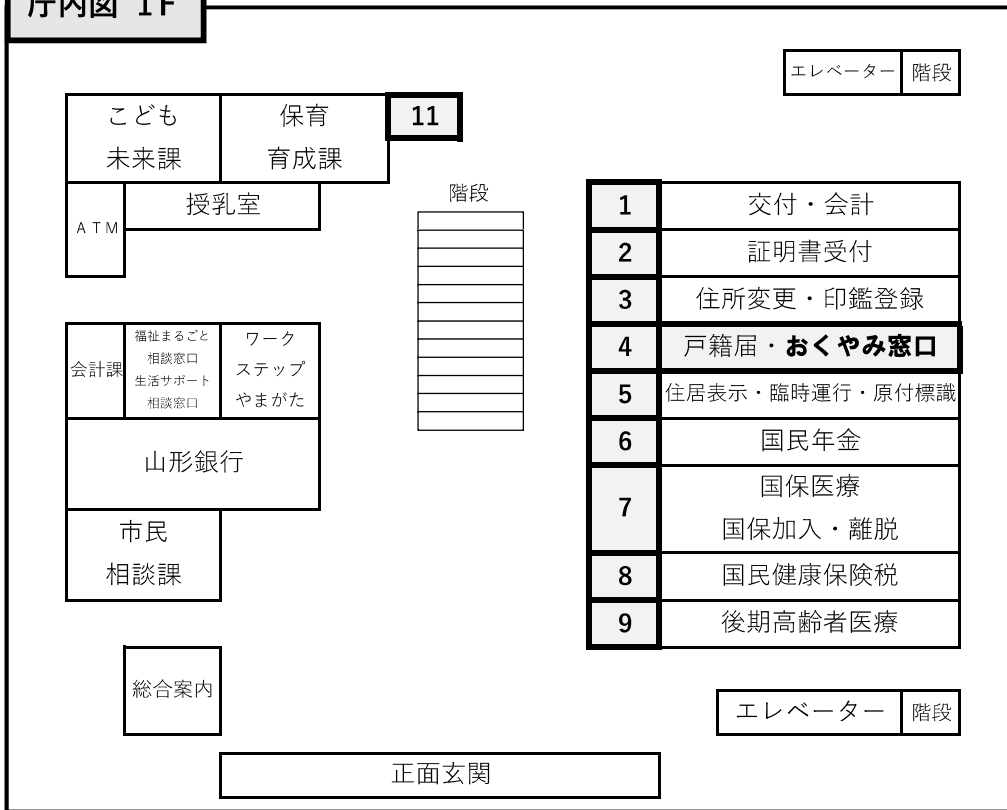 庁内図 1F
エレベーター 階段
こども
未来課
保育
育成課
11
ATM
授乳室
階段
1 交付・会計
2 証明書受付
3 住所変更・印鑑登録
4 戸籍届・おくやみ窓口
5 住居表示・臨時運行・原付標識
6 国民年金
7 国保医療
国保加入・離脱
8 国民健康保険税
9 後期高齢者医療
会計課
福祉まるごと
相談窓口
生活サポート
相談窓口
ワーク
ステップ
やまがた
山形銀行
市民
相談課
総合案内
エレベーター 階段
正面玄関